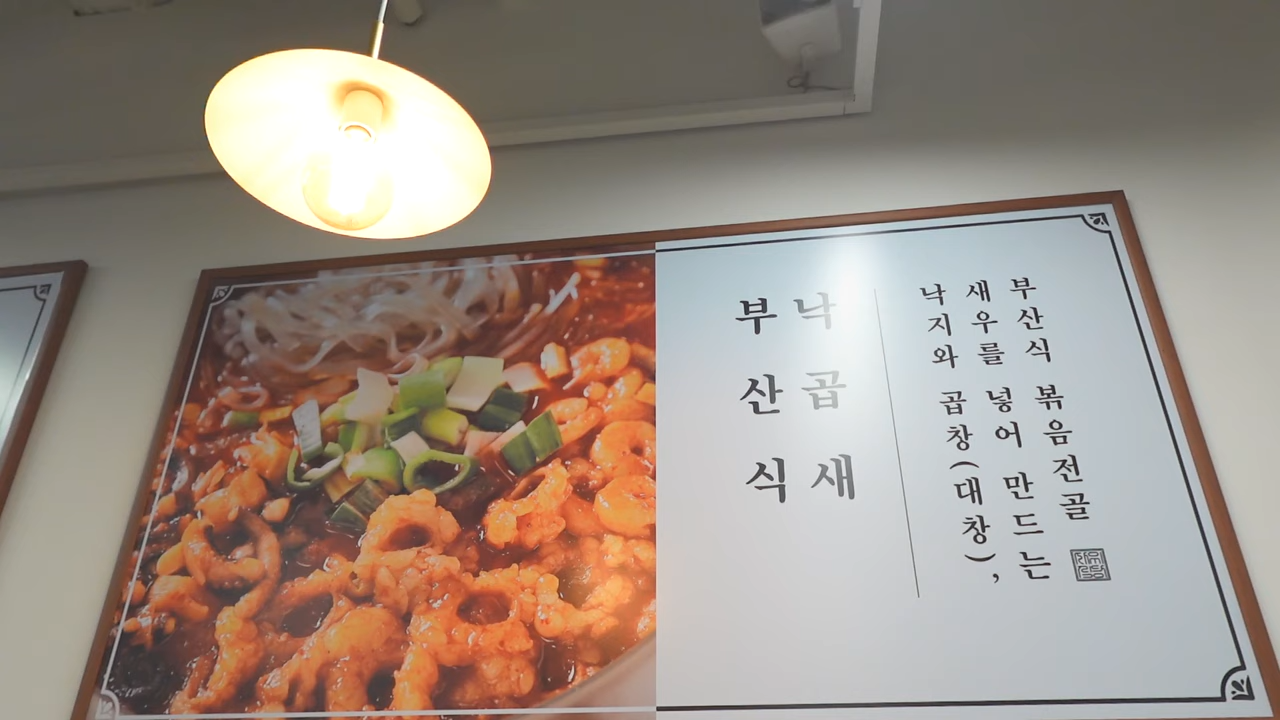 부산식
낙곱새
낙지와 곱창(대창),
새우를 넣어 만드는
부산식 볶음전골